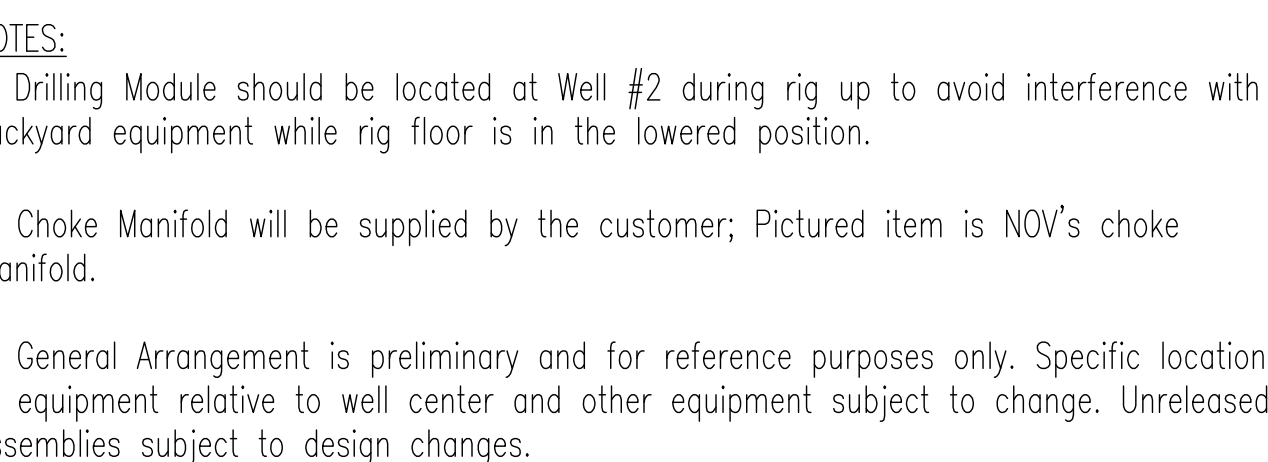 OTES:
Drilling Module should be located at Well #2 during rig up to avoid interference with
ackyard equipment while rig floor is in the lowered position.
Choke Manifold will be supplied by the customer; Pictured item is NOV's choke
anifold.
General Arrangement is preliminary and for reference purposes only. Specific location
equipment relative to well center and other equipment subject to change. Unreleased
ssemblies subject to design changes.